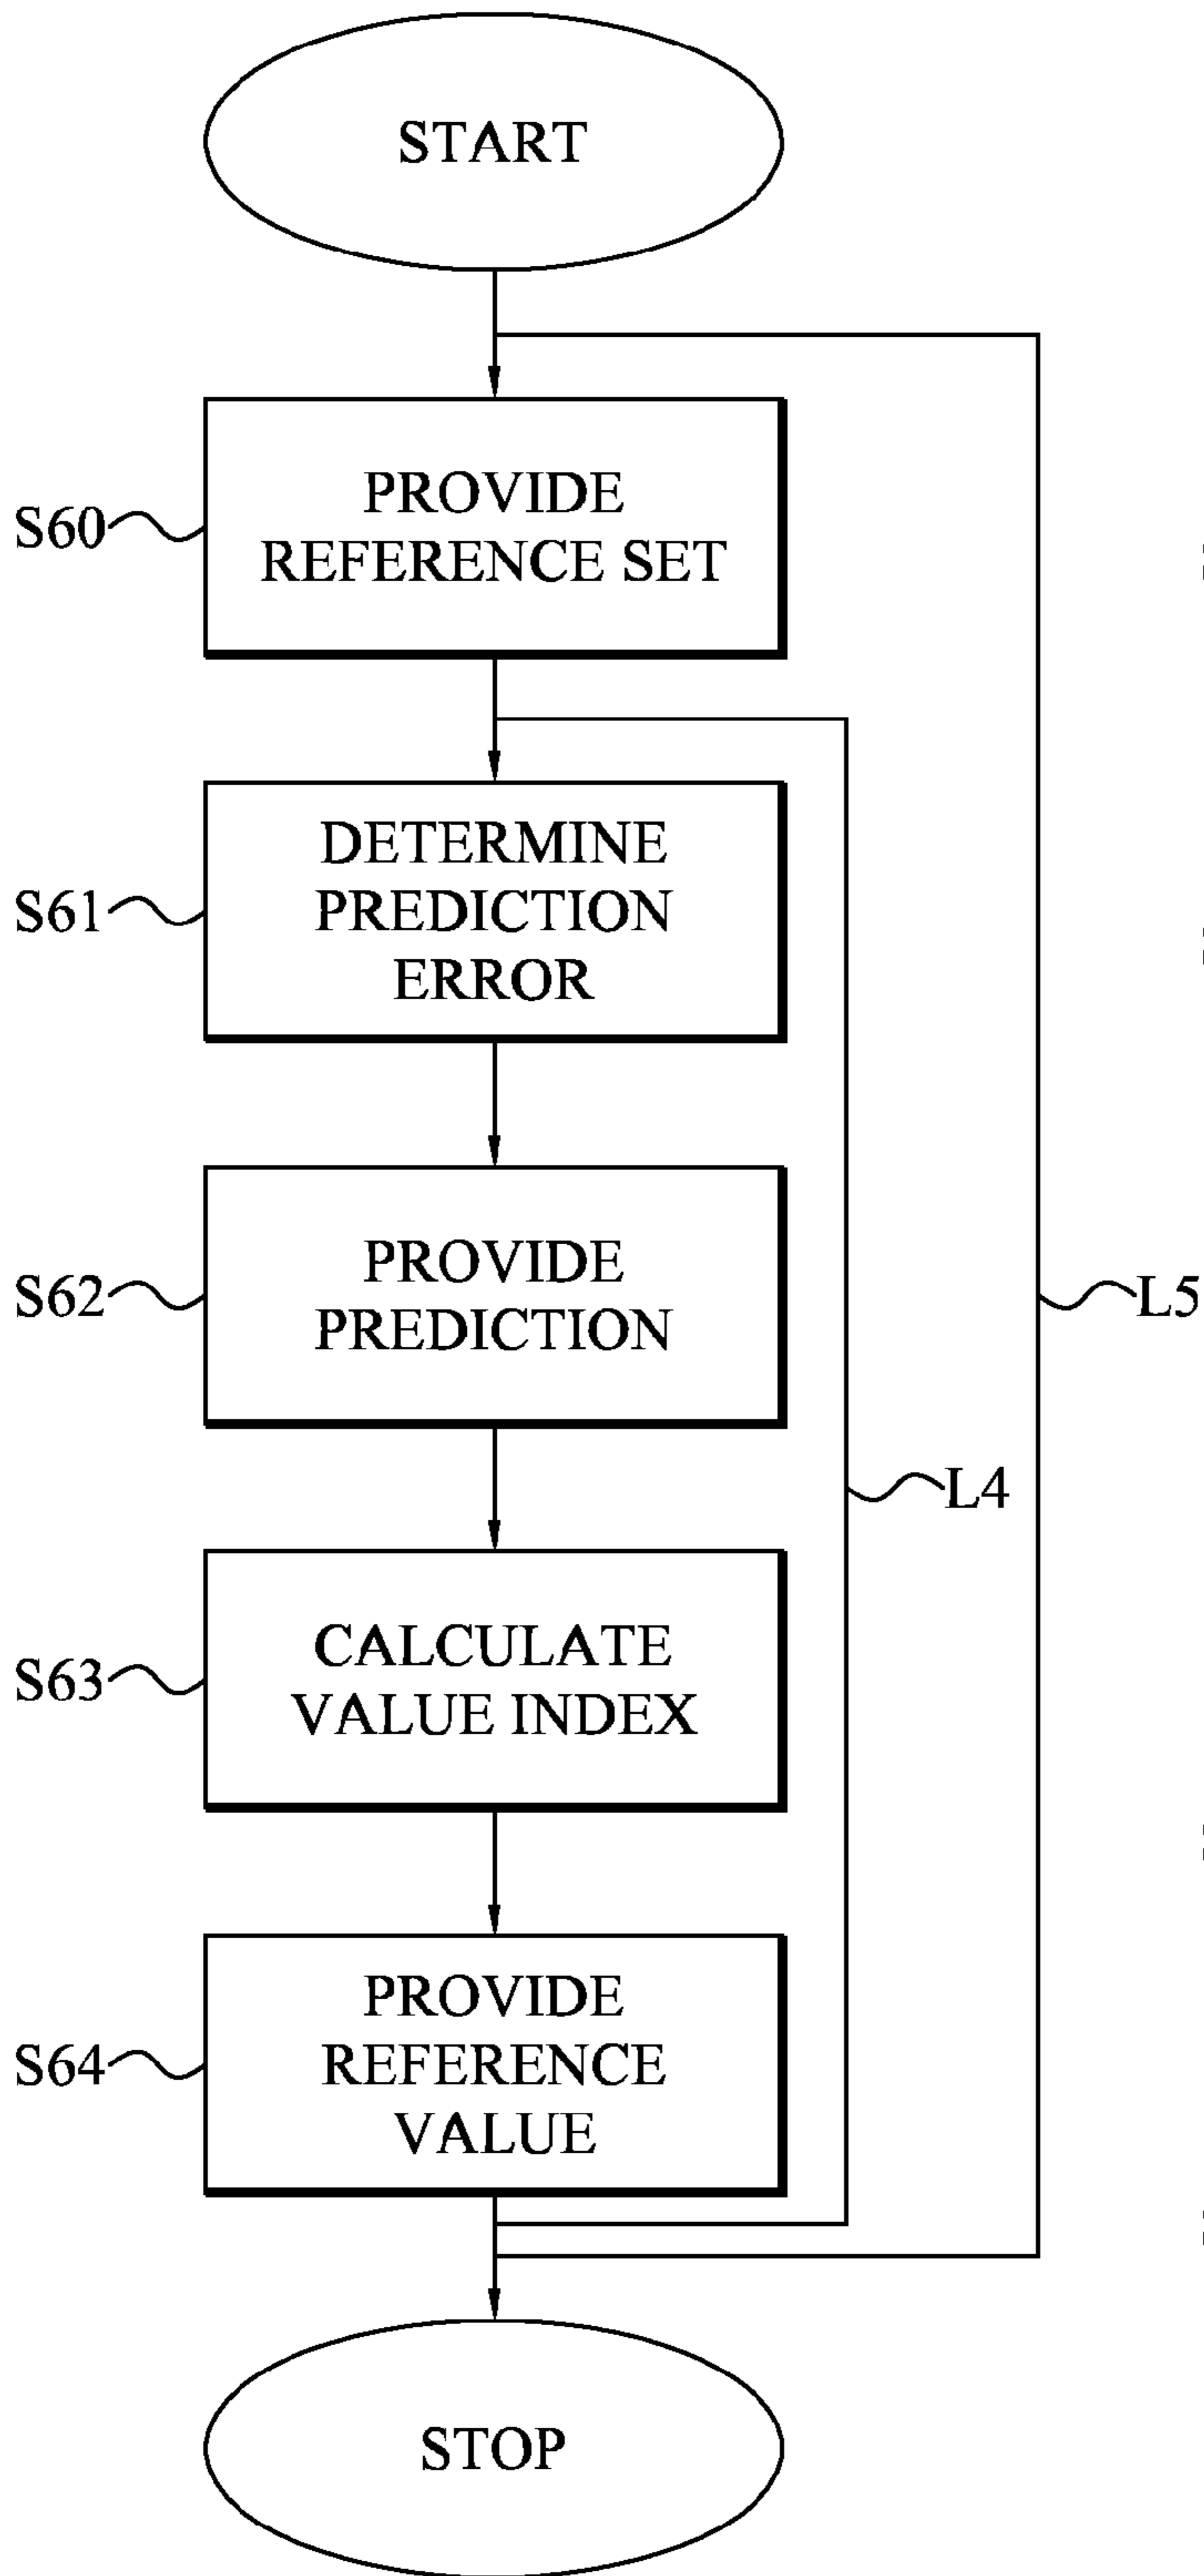 START
S60
PROVIDE
REFERENCE SET
S61
DETERMINE
PREDICTION
ERROR
S62
PROVIDE
PREDICTION
L5
L4
S63
CALCULATE
VALUE INDEX
S64
PROVIDE
REFERENCE
VALUE
STOP